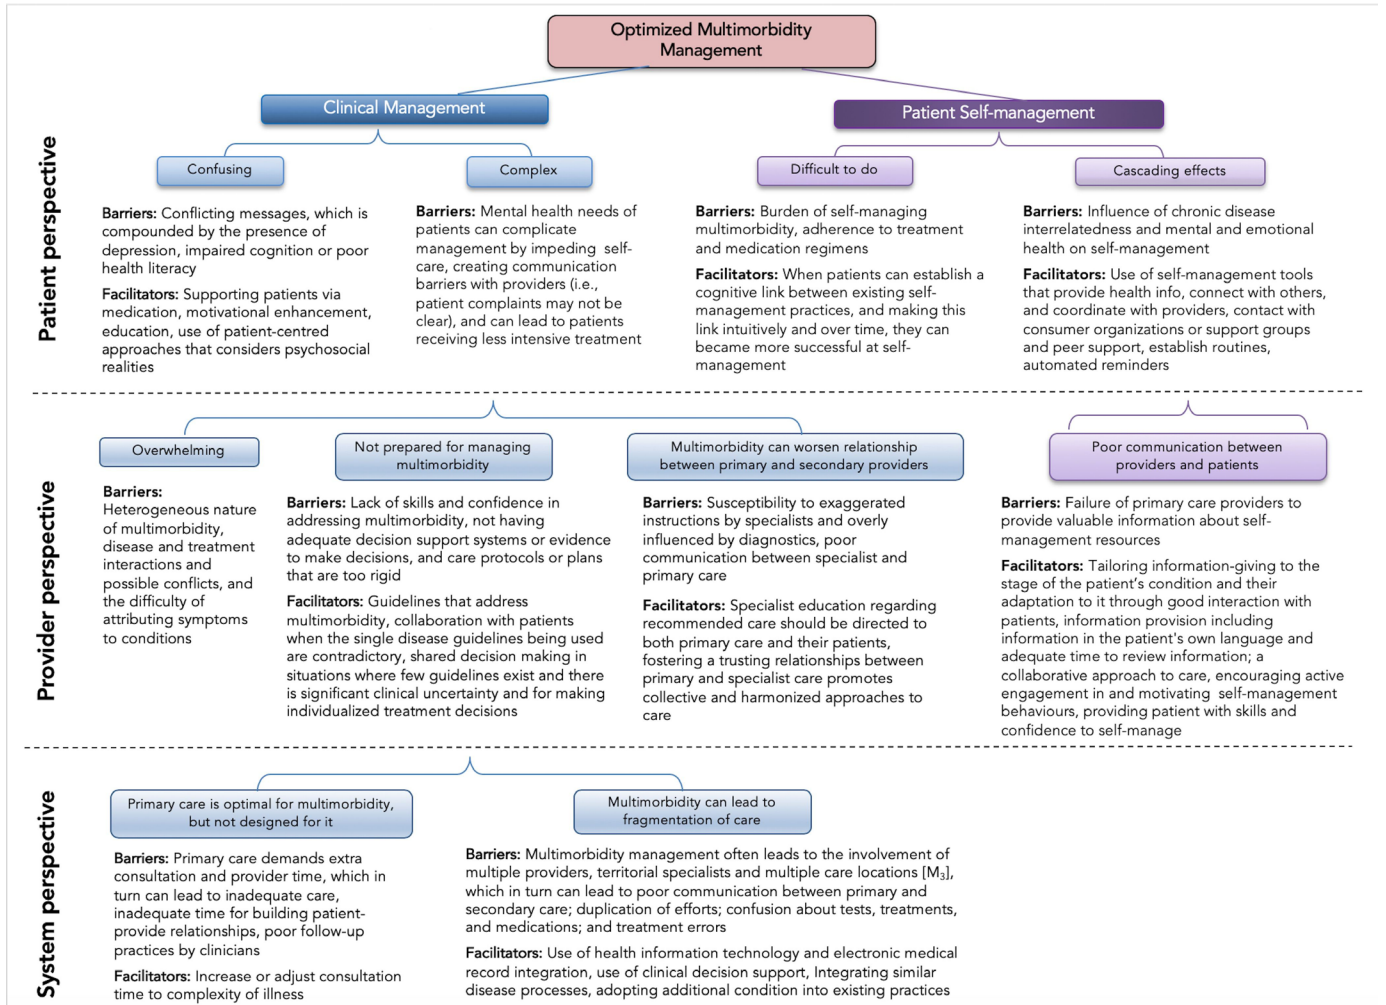 Optimized Multimorbidity
Management
Clinical Management
Patient Self-management
Patient perspective
Confusing
Barriers: Conflicting messages, which is
compounded by the presence of
depression, impaired cognition or poor
health literacy
Facilitators: Supporting patients via
medication, motivational enhancement,
education, use of patient-centred
approaches that considers psychosocial
realities
Complex
Barriers: Mental health needs of
patients can complicate
management by impeding self-
care, creating communication
barriers with providers (i.e.,
patient complaints may not be
clear), and can lead to patients
receiving less intensive treatment
Difficult to do
Barriers: Burden of self-managing
multimorbidity, adherence to treatment
and medication regimens
Facilitators: When patients can establish a
cognitive link between existing self-
management practices, and making this
link intuitively and over time, they can
became more successful at self-
management
Cascading effects
Barriers: Influence of chronic disease
interrelatedness and mental and emotional
health on self-management
Facilitators: Use of self-management tools
that provide health info, connect with others,
and coordinate with providers, contact with
consumer organizations or support groups
and peer support, establish routines,
automated reminders
Provider perspective
Overwhelming
Barriers:
Heterogeneous nature
of multimorbidity,
disease and treatment
interactions and
possible conflicts, and
the difficulty of
attributing symptoms
to conditions
Not prepared for managing
multimorbidity
Barriers: Lack of skills and confidence in
addressing multimorbidity, not having
adequate decision support systems or evidence
to make decisions, and care protocols or plans
that are too rigid
Facilitators: Guidelines that address
multimorbidity, collaboration with patients
when the single disease guidelines being used
are contradictory, shared decision making in
situations where few guidelines exist and there
is significant clinical uncertainty and for making
individualized treatment decisions
Multimorbidity can worsen relationship
between primary and secondary providers
Barriers: Susceptibility to exaggerated
instructions by specialists and overly
influenced by diagnostics, poor
communication between specialist and
primary care
Facilitators: Specialist education regarding
recommended care should be directed to
both primary care and their patients,
fostering a trusting relationships between
primary and specialist care promotes
collective and harmonized approaches to
care
Poor communication between
providers and patients
Barriers: Failure of primary care providers to
provide valuable information about self-
management resources
Facilitators: Tailoring information-giving to the
stage of the patient's condition and their
adaptation to it through good interaction with
patients, information provision including
information in the patient's own language and
adequate time to review information; a
collaborative approach to care, encouraging active
engagement in and motivating self-management
behaviours, providing patient with skills and
confidence to self-manage
System perspective
Primary care is optimal for multimorbidity,
but not designed for it
Barriers: Primary care demands extra
consultation and provider time, which in
turn can lead to inadequate care,
inadequate time for building patient-
provide relationships, poor follow-up
practices by clinicians
Facilitators: Increase or adjust consultation
time to complexity of illness
Multimorbidity can lead to
fragmentation of care
Barriers: Multimorbidity management often leads to the involvement of
multiple providers, territorial specialists and multiple care locations [M₃],
which in turn can lead to poor communication between primary and
secondary care; duplication of efforts; confusion about tests, treatments,
and medications; and treatment errors
Facilitators: Use of health information technology and electronic medical
record integration, use of clinical decision support, Integrating similar
disease processes, adopting additional condition into existing practices